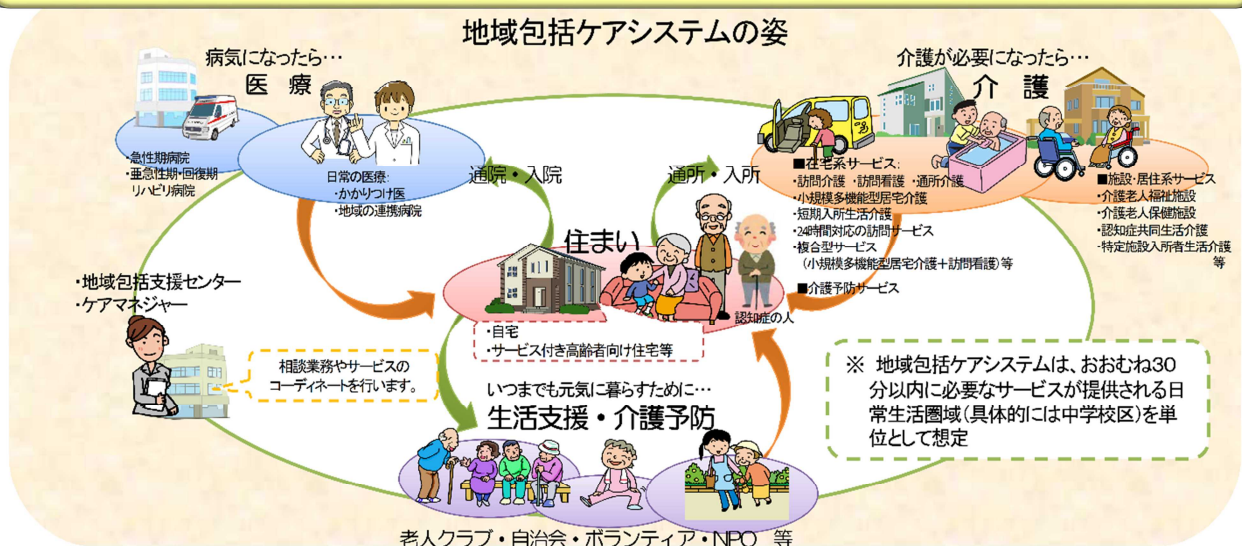 地域包括ケアシステムの姿
病気になったら…
医療
・急性期病院
・亜急性期・回復期
リハビリ病院
日常の医療:
・かかりつけ医
・地域の連携病院
通院・入院
通所・入所
介護が必要になったら…
介護
■在宅系サービス:
・訪問介護 ・訪問看護 ・通所介護
・小規模多機能型居宅介護
・短期入所生活介護
・24時間対応の訪問サービス
・複合型サービス
（小規模多機能型居宅介護＋訪問看護）等
■介護予防サービス
■施設・居住系サービス
・介護老人福祉施設
・介護老人保健施設
・認知症共同生活介護
・特定施設入所者生活介護
等
住まい
認知症の人
・自宅
・サービス付き高齢者向け住宅等
・地域包括支援センター
・ケアマネジャー
相談業務やサービスの
コーディネートを行います。
いつまでも元気に暮らすために…
生活支援・介護予防
老人クラブ・自治会・ボランティア・NPO 等
※ 地域包括ケアシステムは、おおむね30
分以内に必要なサービスが提供される日
常生活圏域（具体的には中学校区）を単
位として想定